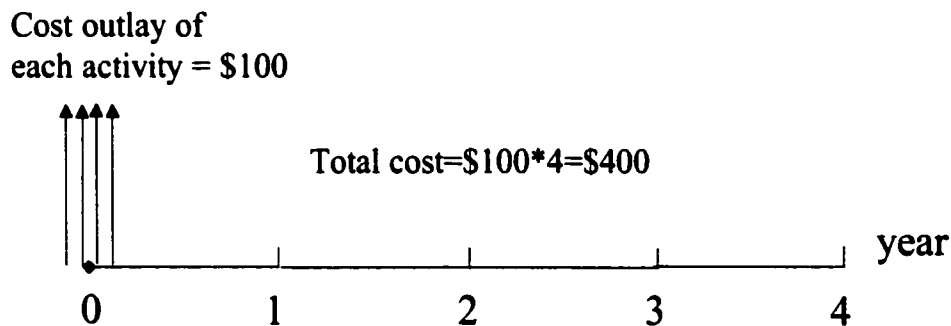 Cost outlay of
each activity = $100
Total cost=$100*4=$400
year
0 1 2 3 4